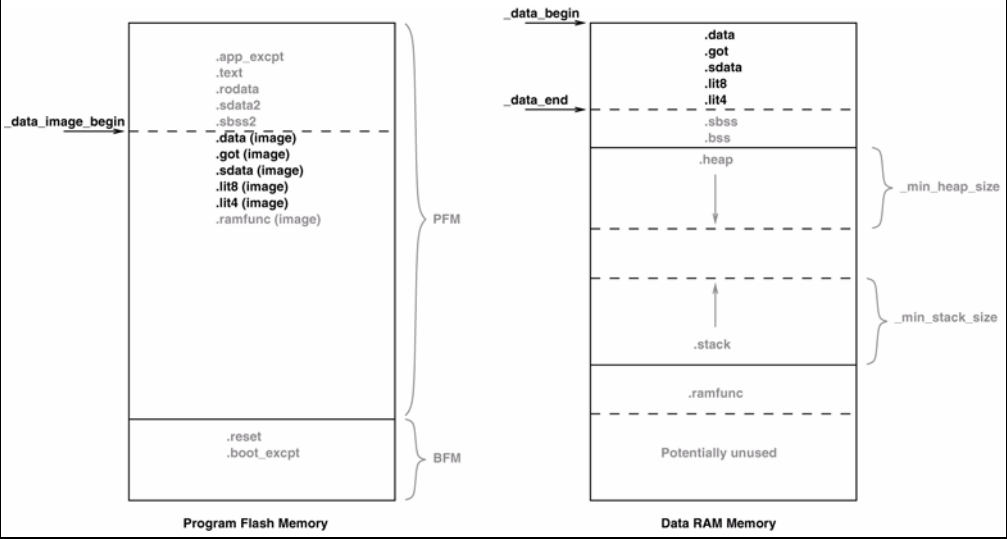 _data_image_begin
.app_excpt
.text
.rodata
.sdata2
.sbss2
.data (image)
.got (image)
.sdata (image)
.lit8 (image)
.lit4 (image)
.ramfunc (image)
PFM
.reset
.boot_excpt
BFM
Program Flash Memory
_data_begin
.data
.got
.sdata
.lit8
.lit4
_data_end
.sbss
.bss
.heap
_min_heap_size
_min_stack_size
.stack
.ramfunc
Potentially unused
Data RAM Memory